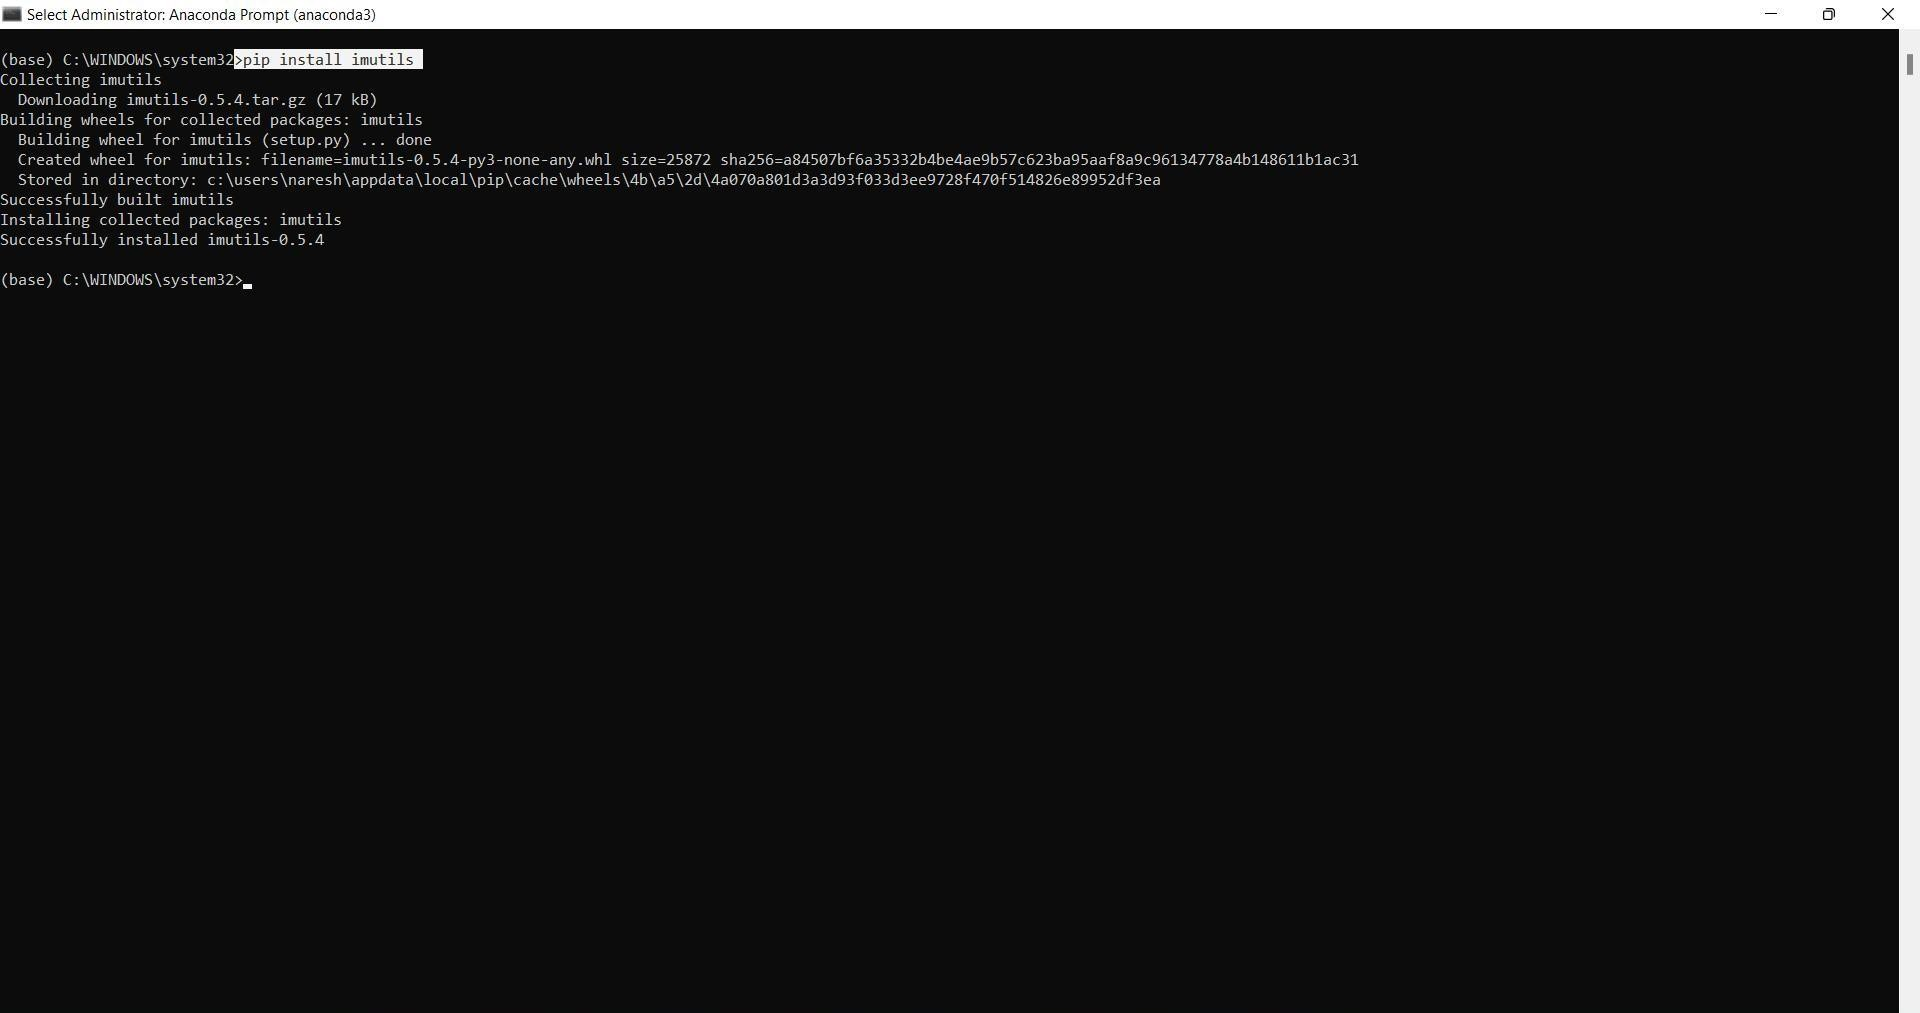 Select Administrator: Anaconda Prompt (anaconda3)
(base) C:\WINDOWS\system32>pip install imutils
Collecting imutils
  Downloading imutils-0.5.4.tar.gz (17 kB)
Building wheels for collected packages: imutils
  Building wheel for imutils (setup.py) ... done
  Created wheel for imutils: filename=imutils-0.5.4-py3-none-any.whl size=25872 sha256=a84507bf6a35332b4be4ae9b57c623ba95aaf8a9c96134778a4b148611b1ac31
  Stored in directory: c:\users\naresh\appdata\local\pip\cache\wheels\4b\a5\2d\4a070a801d3a3d93f033d3ee9728f470f514826e89952df3ea
Successfully built imutils
Installing collected packages: imutils
Successfully installed imutils-0.5.4
(base) C:\WINDOWS\system32>